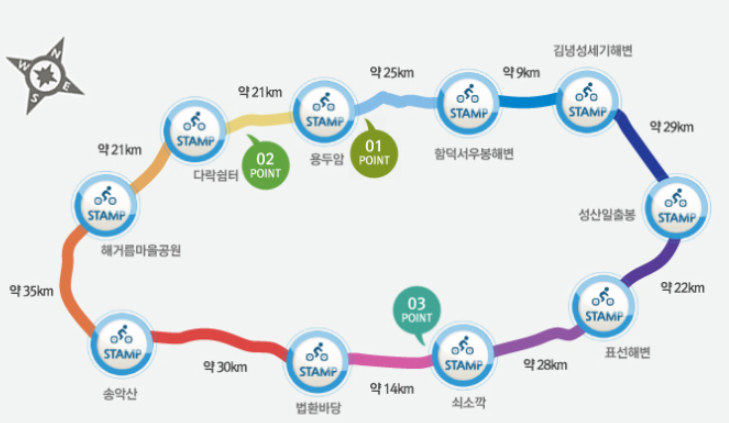 김녕성세기해변
N
W
E
S
약 25km
약 9km
약 21km
STAMP
STAMP
STAMP
STAMP
약 29km
약 21km
02
POINT
01
POINT
다락쉼터
용두암
함덕서우봉해변
STAMP
성산일출봉
STAMP
해거름마을공원
약 35km
약 22km
03
POINT
STAMP
표선해변
STAMP
송악산
약 30km
STAMP
법환바당
약 14km
STAMP
쇠소깍
약 28km